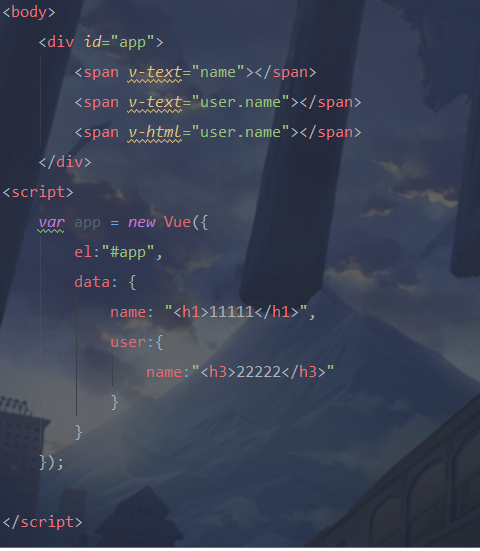 <body>
    <div id="app">
        <span v-text="name"></span>
        <span v-text="user.name"></span>
        <span v-html="user.name"></span>
    </div>
<script>
    var app = new Vue({
        el:"#app",
        data: {
            name: "<h1>11111</h1>",
            user:{
                name:"<h3>22222</h3>"
            }
        }
    });
</script>